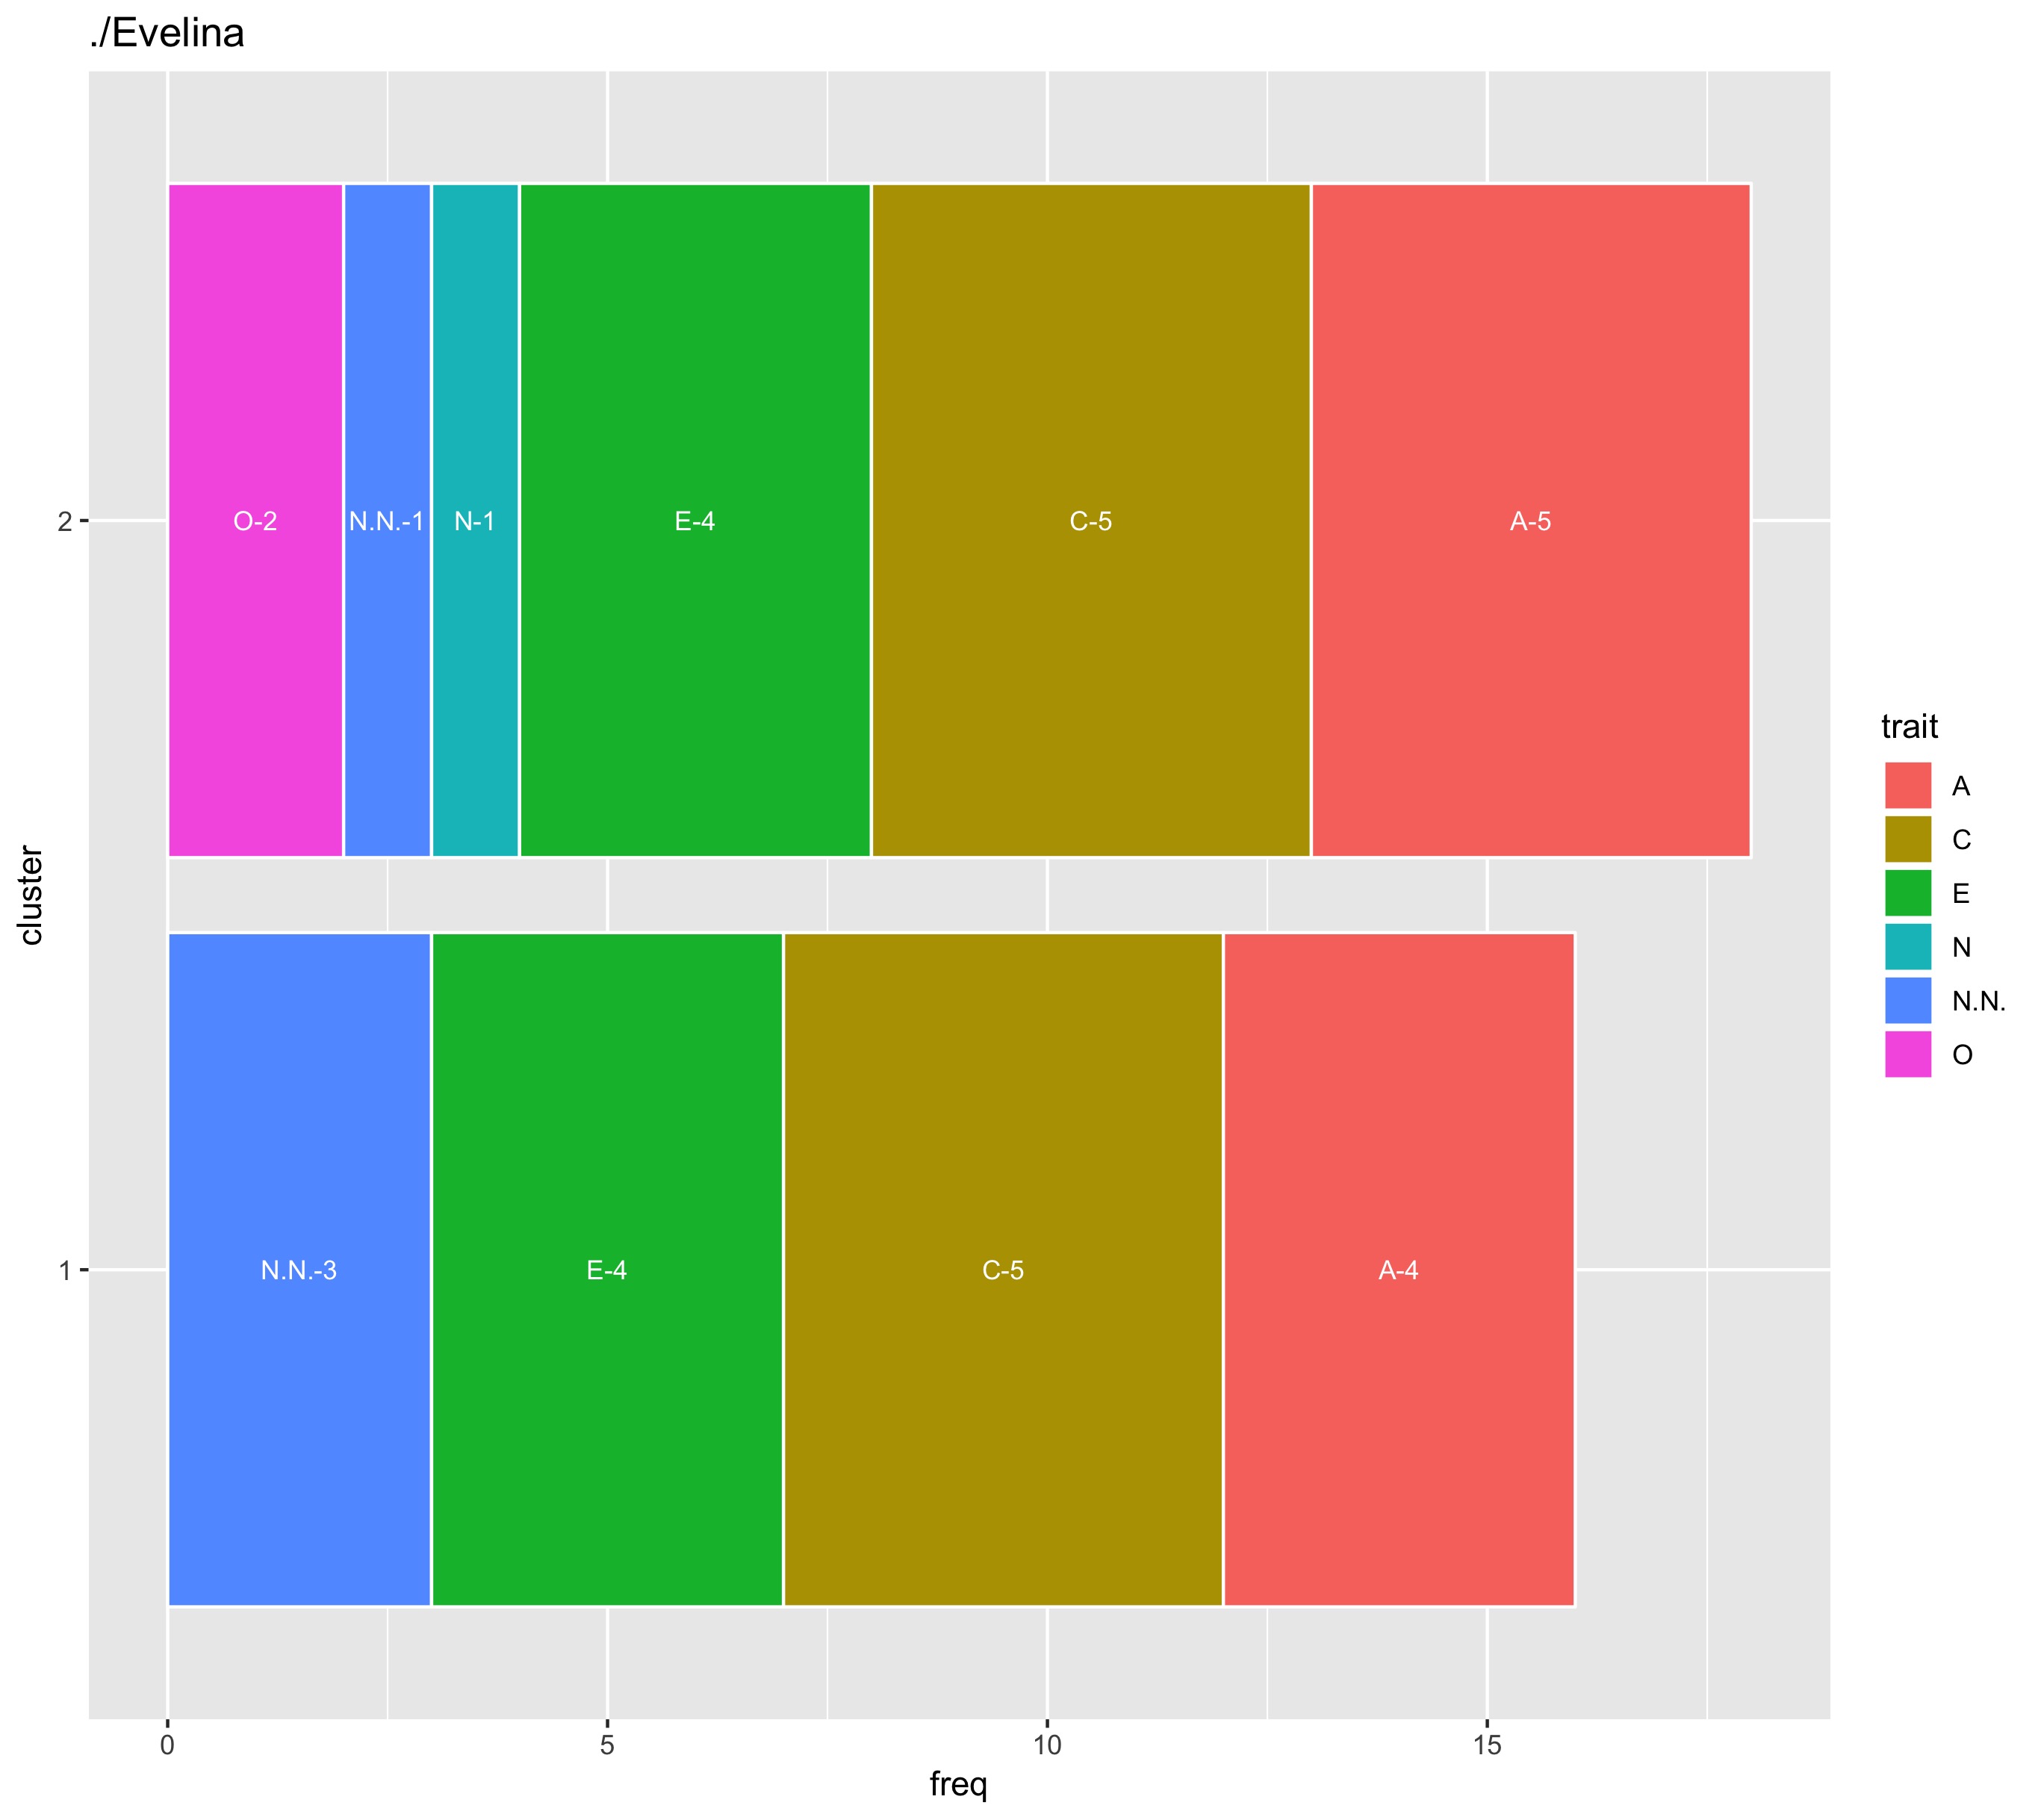 ./Evelina
2
O-2
N.N.-1
N-1
E-4
C-5
A-5
cluster
1
N.N.-3
E-4
C-5
A-4
0
5
10
15
freq
trait
A
C
E
N
N.N.
O